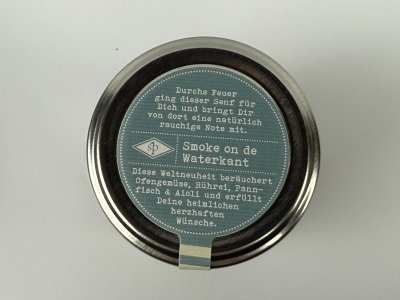 Durchs Feuer
ging dieser Senf für
Dich und bringt Dir
von dort eine natürlich
rauchige Note mit.
Smoke on de
Waterkant
Diese Weltneuheit beräuchert
Ofengemüse, Rührei, Pann-
fisch & Aioli und erfüllt
Deine heimlichen
herzhaften
Wünsche.